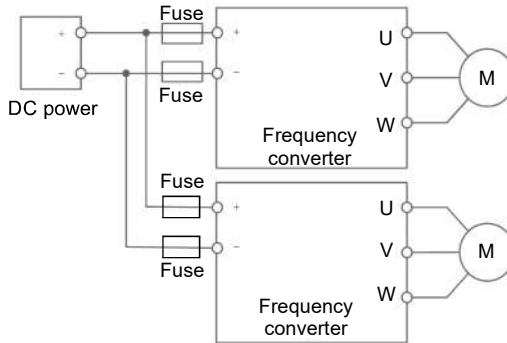 Fuse
+
+
U
−
−
V
M
DC power
Fuse
W
Frequency
converter
Fuse
+
U
−
V
M
Fuse
W
Frequency
converter